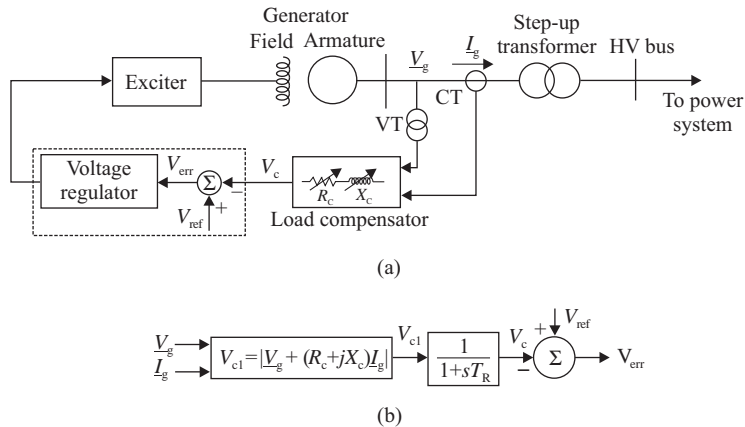 Generator
Field Armature
Exciter
V_g
I_g
Step-up
transformer
HV bus
To power
system
CT
VT
Voltage
regulator
V_err
Σ
V_ref
+
−
V_c
R_C
X_C
Load compensator
(a)
V_g
I_g
V_c1=|V_g + (R_c+jX_c)I_g|
V_c1
1
1+sT_R
V_c
+
−
V_ref
Σ
V_err
(b)